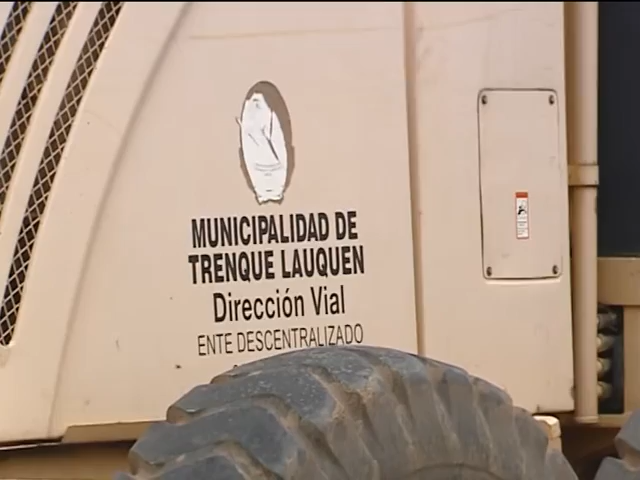 MUNICIPALIDAD DE
TRENQUE LAUQUEN
Dirección Vial
ENTE DESCENTRALIZADO